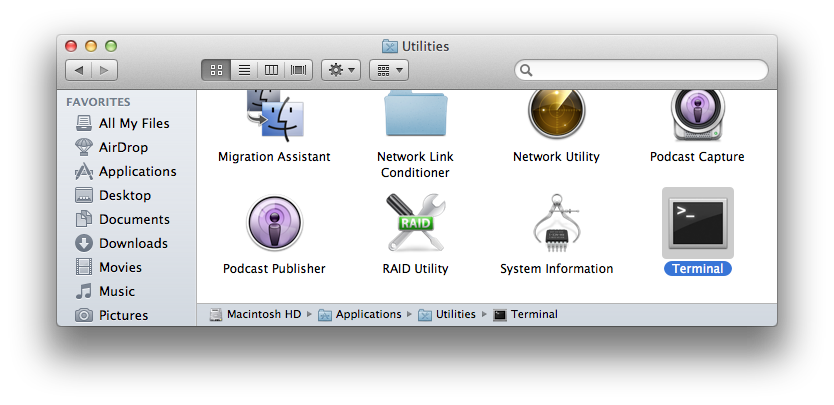 Utilities
FAVORITES
All My Files
AirDrop
Applications
Desktop
Documents
Downloads
Movies
Music
Pictures
Migration Assistant
Network Link
Conditioner
Network Utility
Podcast Capture
Podcast Publisher
RAID
RAID Utility
System Information
>_
Terminal
Macintosh HD ▸ Applications ▸ Utilities ▸ Terminal